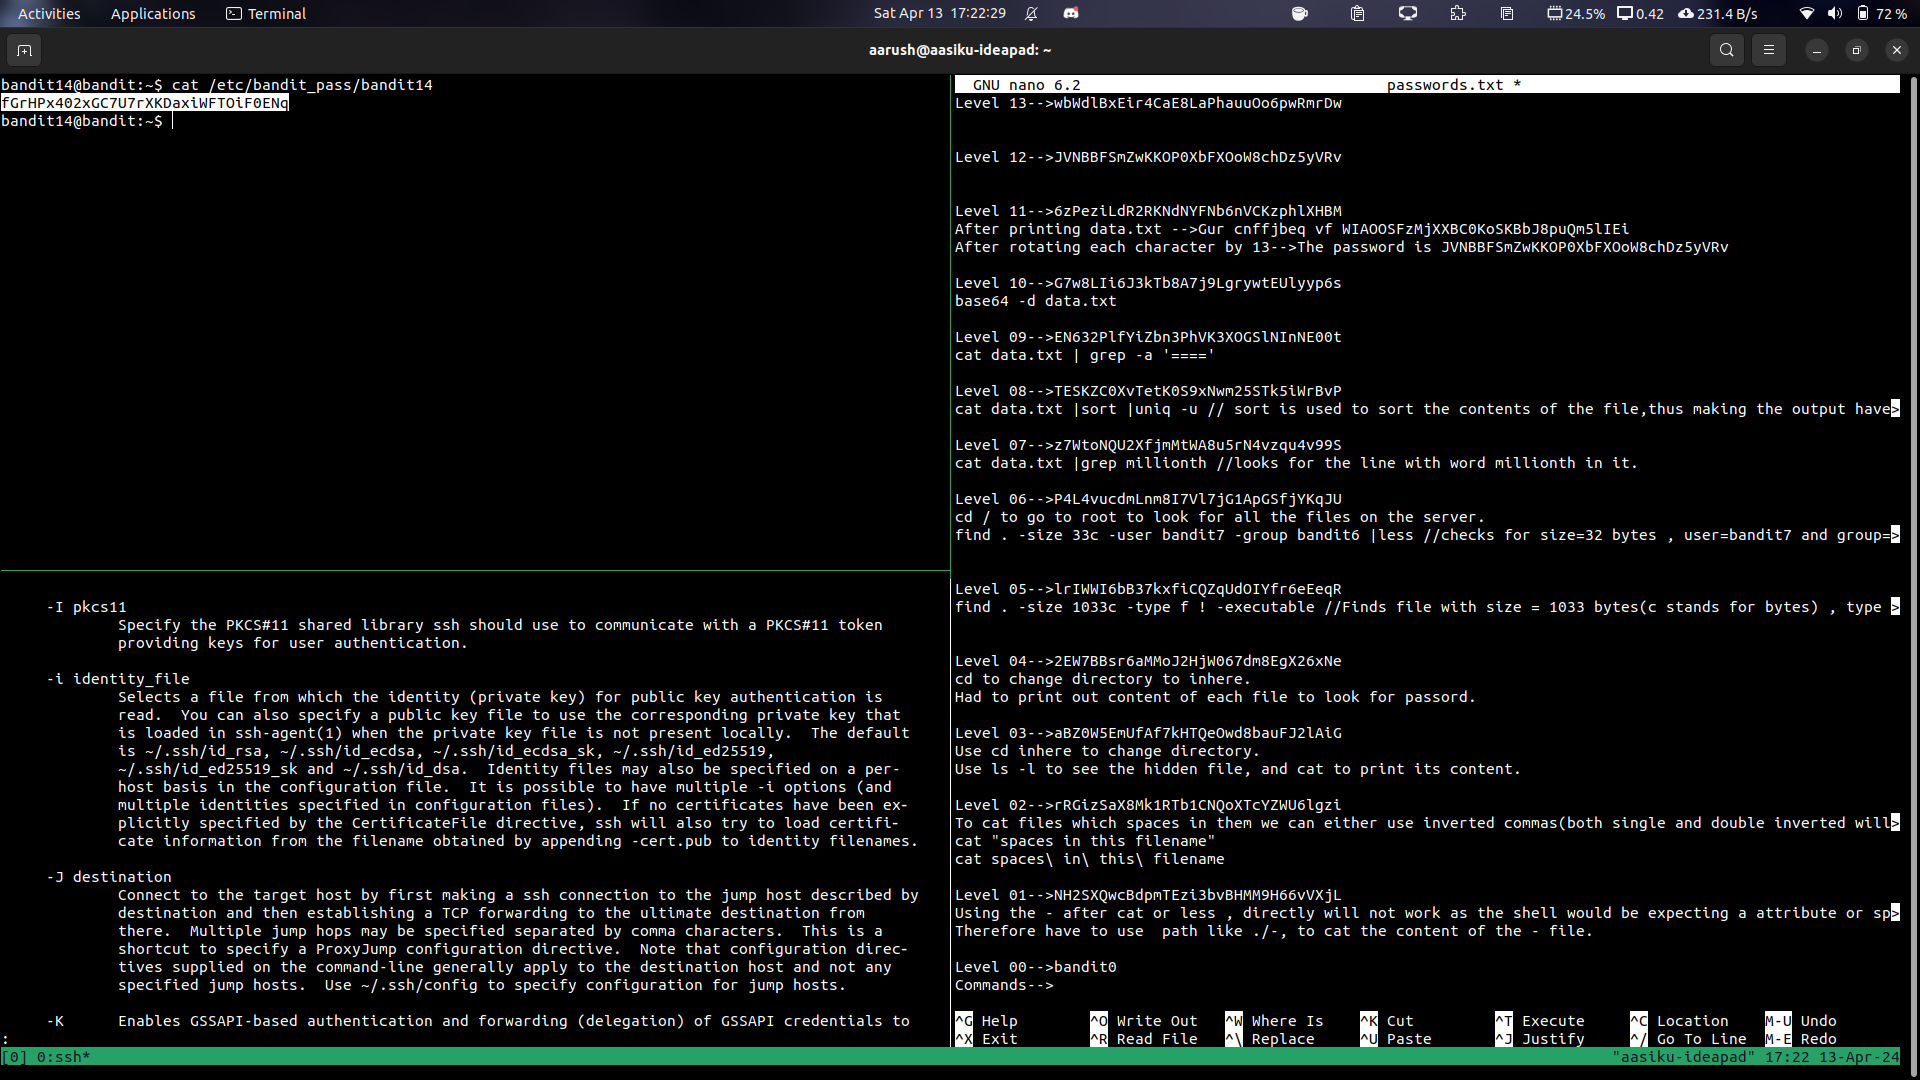 Activities Applications Terminal Sat Apr 13 17:22:29 24.5% 0.42 231.4 B/s 72 %
aarush@aasiku-ideapad: ~
bandit14@bandit:~$ cat /etc/bandit_pass/bandit14
fGrHPx402xGC7U7rXKDaxiWFTOiF0ENq
bandit14@bandit:~$
-I pkcs11
Specify the PKCS#11 shared library ssh should use to communicate with a PKCS#11 token
providing keys for user authentication.
-i identity_file
Selects a file from which the identity (private key) for public key authentication is
read.  You can also specify a public key file to use the corresponding private key that
is loaded in ssh-agent(1) when the private key file is not present locally.  The default
is ~/.ssh/id_rsa, ~/.ssh/id_ecdsa, ~/.ssh/id_ecdsa_sk, ~/.ssh/id_ed25519,
~/.ssh/id_ed25519_sk and ~/.ssh/id_dsa.  Identity files may also be specified on a per-
host basis in the configuration file.  It is possible to have multiple -i options (and
multiple identities specified in configuration files).  If no certificates have been ex-
plicitly specified by the CertificateFile directive, ssh will also try to load certifi-
cate information from the filename obtained by appending -cert.pub to identity filenames.
-J destination
Connect to the target host by first making a ssh connection to the jump host described by
destination and then establishing a TCP forwarding to the ultimate destination from
there.  Multiple jump hops may be specified separated by comma characters.  This is a
shortcut to specify a ProxyJump configuration directive.  Note that configuration direc-
tives supplied on the command-line generally apply to the destination host and not any
specified jump hosts.  Use ~/.ssh/config to specify configuration for jump hosts.
-K      Enables GSSAPI-based authentication and forwarding (delegation) of GSSAPI credentials to
:
GNU nano 6.2 passwords.txt *
Level 13-->wbWdlBxEir4CaE8LaPhauuOo6pwRmrDw
Level 12-->JVNBBFSmZwKKOP0XbFXOoW8chDz5yVRv
Level 11-->6zPeziLdR2RKNdNYFNb6nVCKzphlXHBM
After printing data.txt -->Gur cnffjbeq vf WIAOOSFzMjXXBC0KoSKBbJ8puQm5lIEi
After rotating each character by 13-->The password is JVNBBFSmZwKKOP0XbFXOoW8chDz5yVRv
Level 10-->G7w8LIi6J3kTb8A7j9LgrywtEUlyyp6s
base64 -d data.txt
Level 09-->EN632PlfYiZbn3PhVK3XOGSlNInNE00t
cat data.txt | grep -a '===='
Level 08-->TESKZC0XvTetK0S9xNwm25STk5iWrBvP
cat data.txt |sort |uniq -u // sort is used to sort the contents of the file,thus making the output have>
Level 07-->z7WtoNQU2XfjmMtWA8u5rN4vzqu4v99S
cat data.txt |grep millionth //looks for the line with word millionth in it.
Level 06-->P4L4vucdmLnm8I7Vl7jG1ApGSfjYKqJU
cd / to go to root to look for all the files on the server.
find . -size 33c -user bandit7 -group bandit6 |less //checks for size=32 bytes , user=bandit7 and group=>
Level 05-->lrIWWI6bB37kxfiCQZqUdOIYfr6eEeqR
find . -size 1033c -type f ! -executable //Finds file with size = 1033 bytes(c stands for bytes) , type >
Level 04-->2EW7BBsr6aMMoJ2HjW067dm8EgX26xNe
cd to change directory to inhere.
Had to print out content of each file to look for passord.
Level 03-->aBZ0W5EmUfAf7kHTQeOwd8bauFJ2lAiG
Use cd inhere to change directory.
Use ls -l to see the hidden file, and cat to print its content.
Level 02-->rRGizSaX8Mk1RTb1CNQoXTcYZWU6lgzi
To cat files which spaces in them we can either use inverted commas(both single and double inverted will>
cat "spaces in this filename"
cat spaces\ in\ this\ filename
Level 01-->NH2SXQwcBdpmTEzi3bvBHMM9H66vVXjL
Using the - after cat or less , directly will not work as the shell would be expecting a attribute or sp>
Therefore have to use  path like ./-, to cat the content of the - file.
Level 00-->bandit0
Commands-->
^G Help ^O Write Out ^W Where Is ^K Cut ^T Execute ^C Location M-U Undo
^X Exit ^R Read File ^\ Replace ^U Paste ^J Justify ^/ Go To Line M-E Redo
[0] 0:ssh* "aasiku-ideapad" 17:22 13-Apr-24